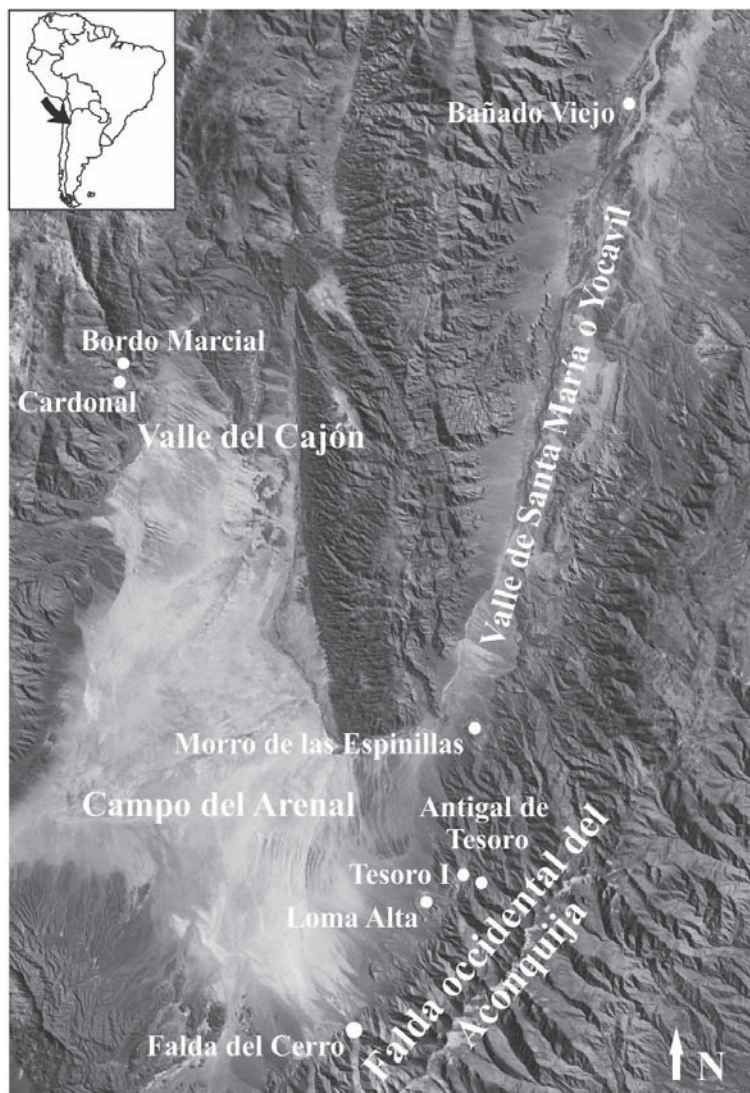 Bañado Viejo
Valle de Santa María o Yocavil
Bordo Marcial
Cardonal
Valle del Cajón
Morro de las Espinillas
Campo del Arenal
Antigal de
Tesoro
Tesoro I
Loma Alta
Falda occidental del
Aconquija
Falda del Cerro
N